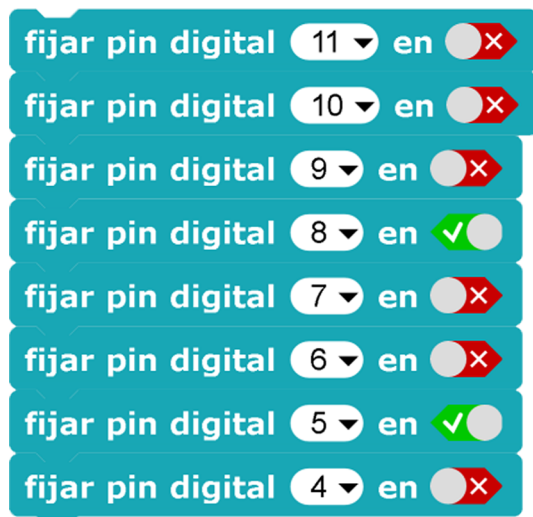 fijar pin digital 11 en
fijar pin digital 10 en
fijar pin digital 9 en
fijar pin digital 8 en
fijar pin digital 7 en
fijar pin digital 6 en
fijar pin digital 5 en
fijar pin digital 4 en